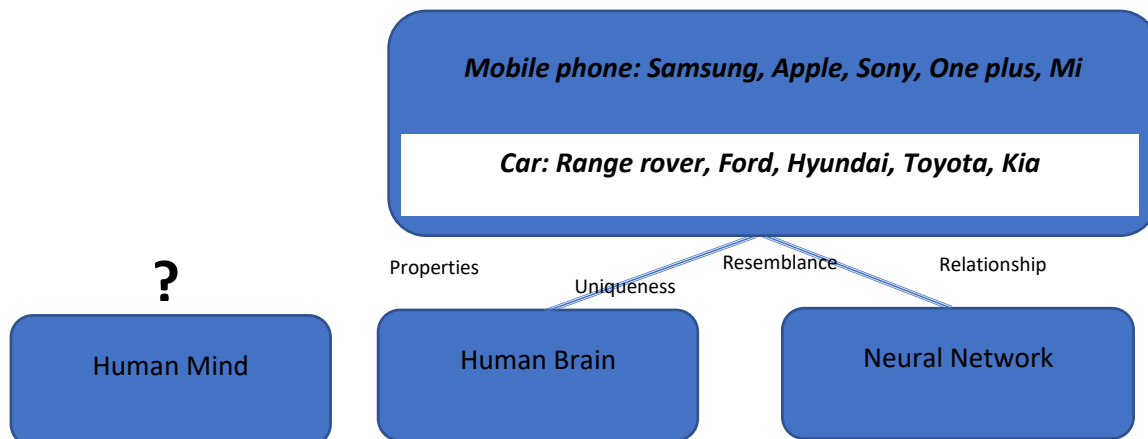 Mobile phone: Samsung, Apple, Sony, One plus, Mi
Car: Range rover, Ford, Hyundai, Toyota, Kia
Properties
Uniqueness
Resemblance
Relationship
?
Human Mind
Human Brain
Neural Network